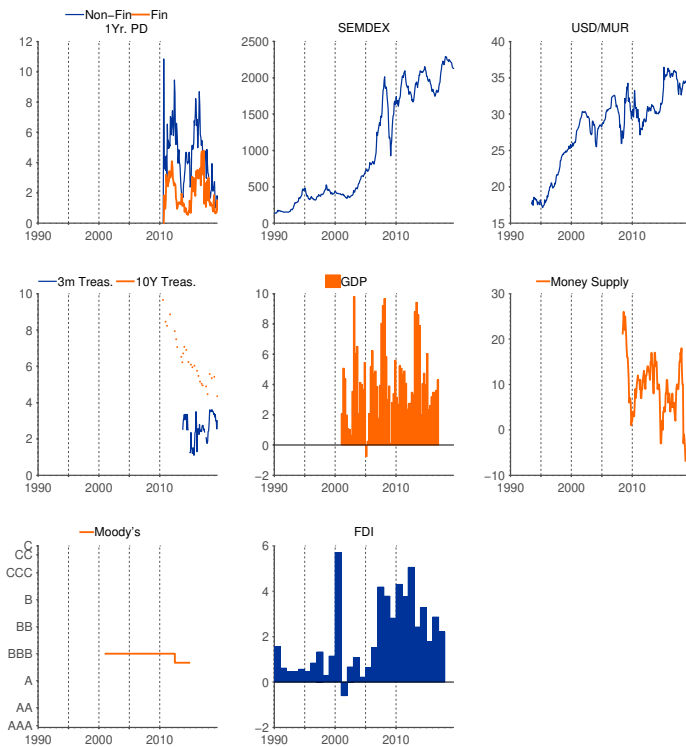 Non−Fin Fin
1Yr. PD
SEMDEX
USD/MUR
12
10
8
6
4
2
0
1990 2000 2010
2500
2000
1500
1000
500
0
1990 2000 2010
40
35
30
25
20
15
1990 2000 2010
3m Treas. 10Y Treas.
GDP
Money Supply
10
8
6
4
2
0
1990 2000 2010
10
8
6
4
2
0
−2
1990 2000 2010
30
20
10
0
−10
1990 2000 2010
Moody's
FDI
C
CC
CCC
B
BB
BBB
A
AA
AAA
1990 2000 2010
6
4
2
0
−2
1990 2000 2010